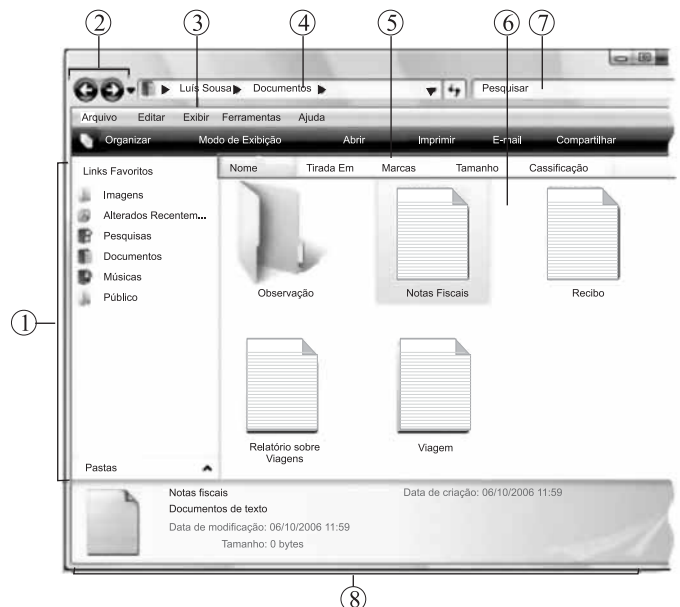 2 3 4 5 6 7
Luís Sousa Documentos Pesquisar
Arquivo Editar Exibir Ferramentas Ajuda
Organizar Modo de Exibição Abrir Imprimir E-mail Compartilhar
Links Favoritos
Imagens
Alterados Recentem...
Pesquisas
Documentos
Músicas
Público
Pastas
1
Nome Tirada Em Marcas Tamanho Classificação
Observação Notas Fiscais Recibo
Relatório sobre
Viagens
Viagem
Notas fiscais Data de criação: 06/10/2006 11:59
Documentos de texto
Data de modificação: 06/10/2006 11:59
Tamanho: 0 bytes
8